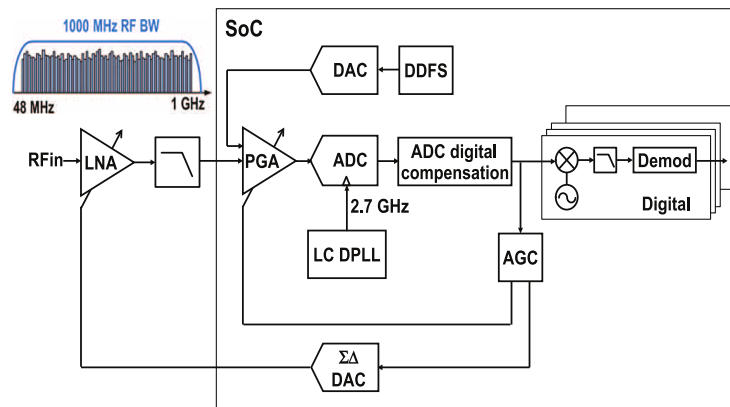 1000 MHz RF BW
48 MHz
1 GHz
SoC
DAC
DDFS
RFin
LNA
PGA
ADC
ADC digital
compensation
Demod
Digital
2.7 GHz
LC DPLL
AGC
ΣΔ
DAC